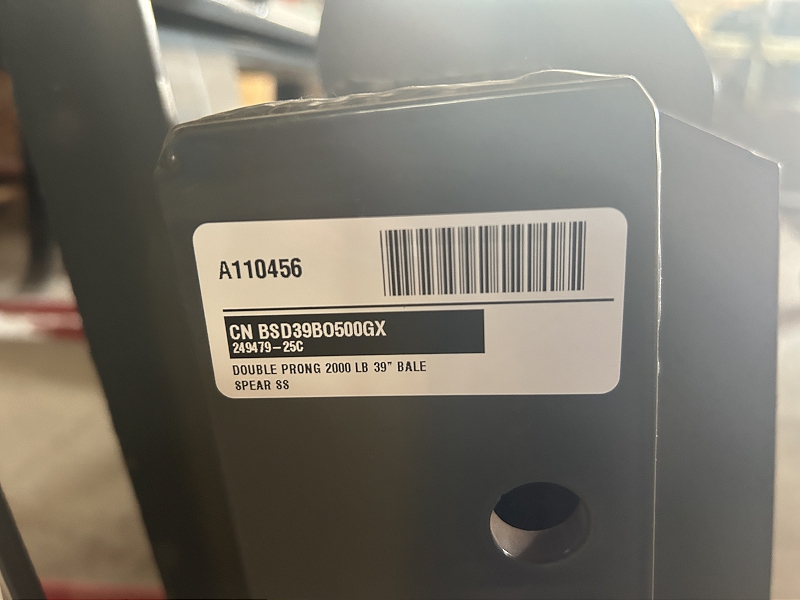 A110456
CN BSD39BO500GX
249479-25C
DOUBLE PRONG 2000 LB 39" BALE
SPEAR SS